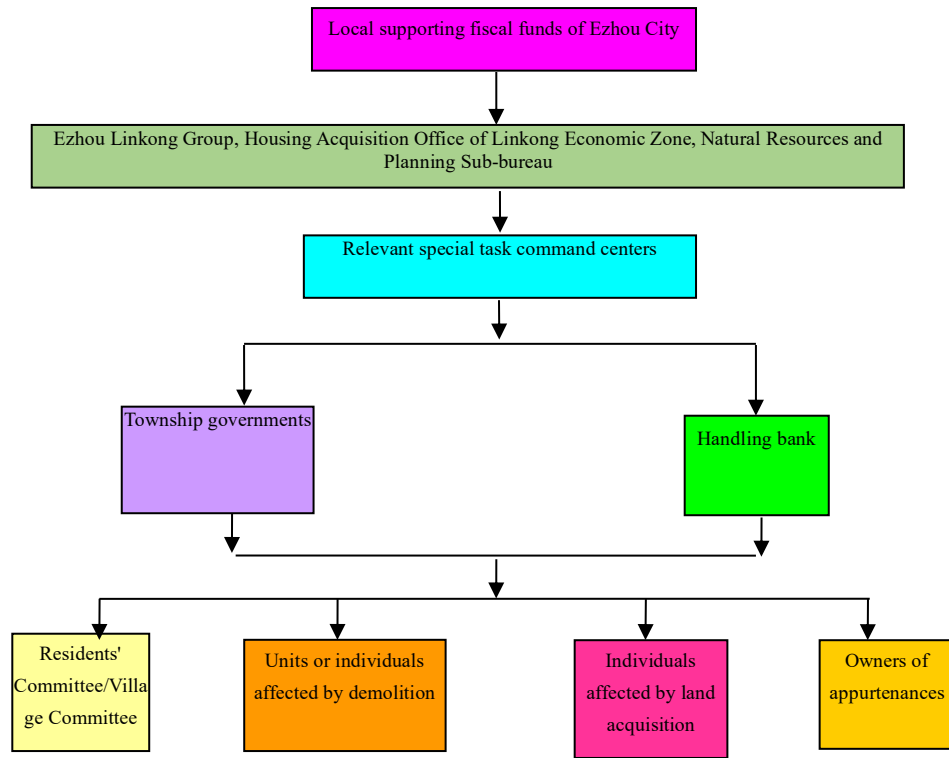 Local supporting fiscal funds of Ezhou City
Ezhou Linkong Group, Housing Acquisition Office of Linkong Economic Zone, Natural Resources and
Planning Sub-bureau
Relevant special task command centers
Township governments
Handling bank
Residents'
Committee/Villa
ge Committee
Units or individuals
affected by demolition
Individuals
affected by land
acquisition
Owners of
appurtenances